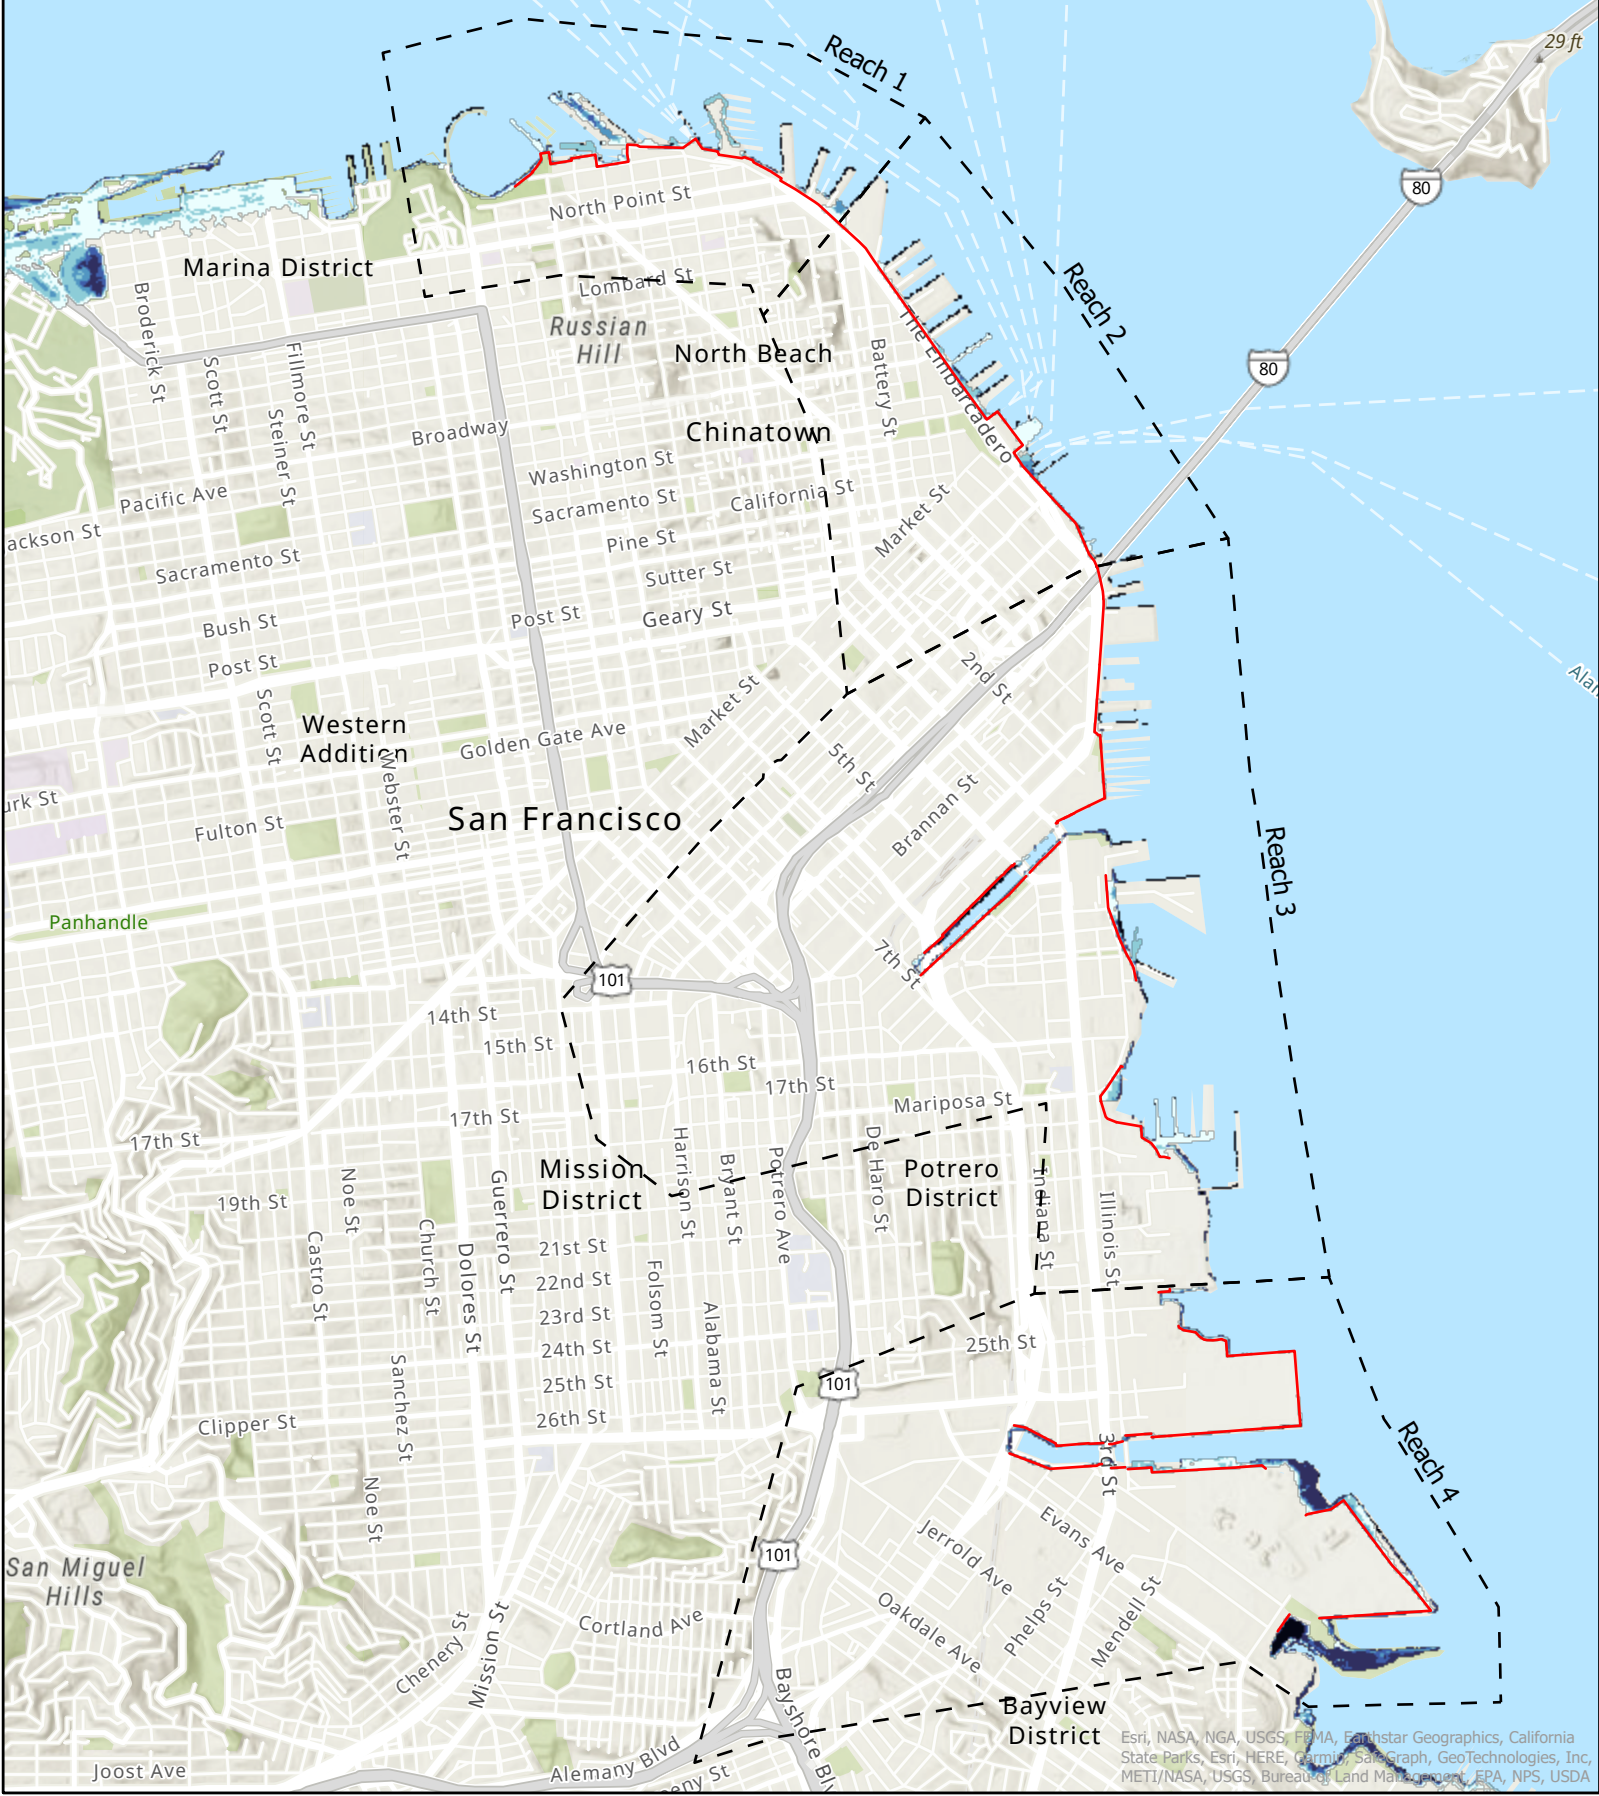 Reach 1
29 ft
80
North Point St
Marina District
Lombard St
Reach 2
Broderick St
Russian
Hill
North Beach
The Embarcadero
Battery St
80
Scott St
Fillmore St
Steiner St
Broadway
Chinatown
Washington St
Pacific Ave
Sacramento St
California St
Market St
ackson St
Pine St
Sacramento St
Sutter St
Bush St
Post St
Geary St
Post St
2nd St
Alan
Scott St
Western
Addition
Market St
Golden Gate Ave
5th St
Webster St
urk St
Fulton St
San Francisco
Brannan St
Reach 3
Panhandle
7th St
101
14th St
15th St
16th St
17th St
17th St
Mariposa St
17th St
Mission
District
Harrison St
Bryant St
Potrero Ave
De Haro St
Potrero
District
Indiana St
Illinois St
19th St
Noe St
Guerrero St
Castro St
Church St
Dolores St
21st St
22nd St
23rd St
24th St
25th St
26th St
Folsom St
Alabama St
25th St
101
Sanchez St
Clipper St
3rd St
Reach 4
Noe St
San Miguel
Hills
101
Jerrold Ave
Evans Ave
Cortland Ave
Oakdale Ave
Phelps St
Mendell St
Chenery St
Mission St
Bayshore Blv
Bayview
District
Alemany Blvd
eny St
Joost Ave
Esri, NASA, NGA, USGS, FEMA, Earthstar Geographics, California
State Parks, Esri, HERE, Garmin, SafeGraph, GeoTechnologies, Inc,
METI/NASA, USGS, Bureau of Land Management, EPA, NPS, USDA